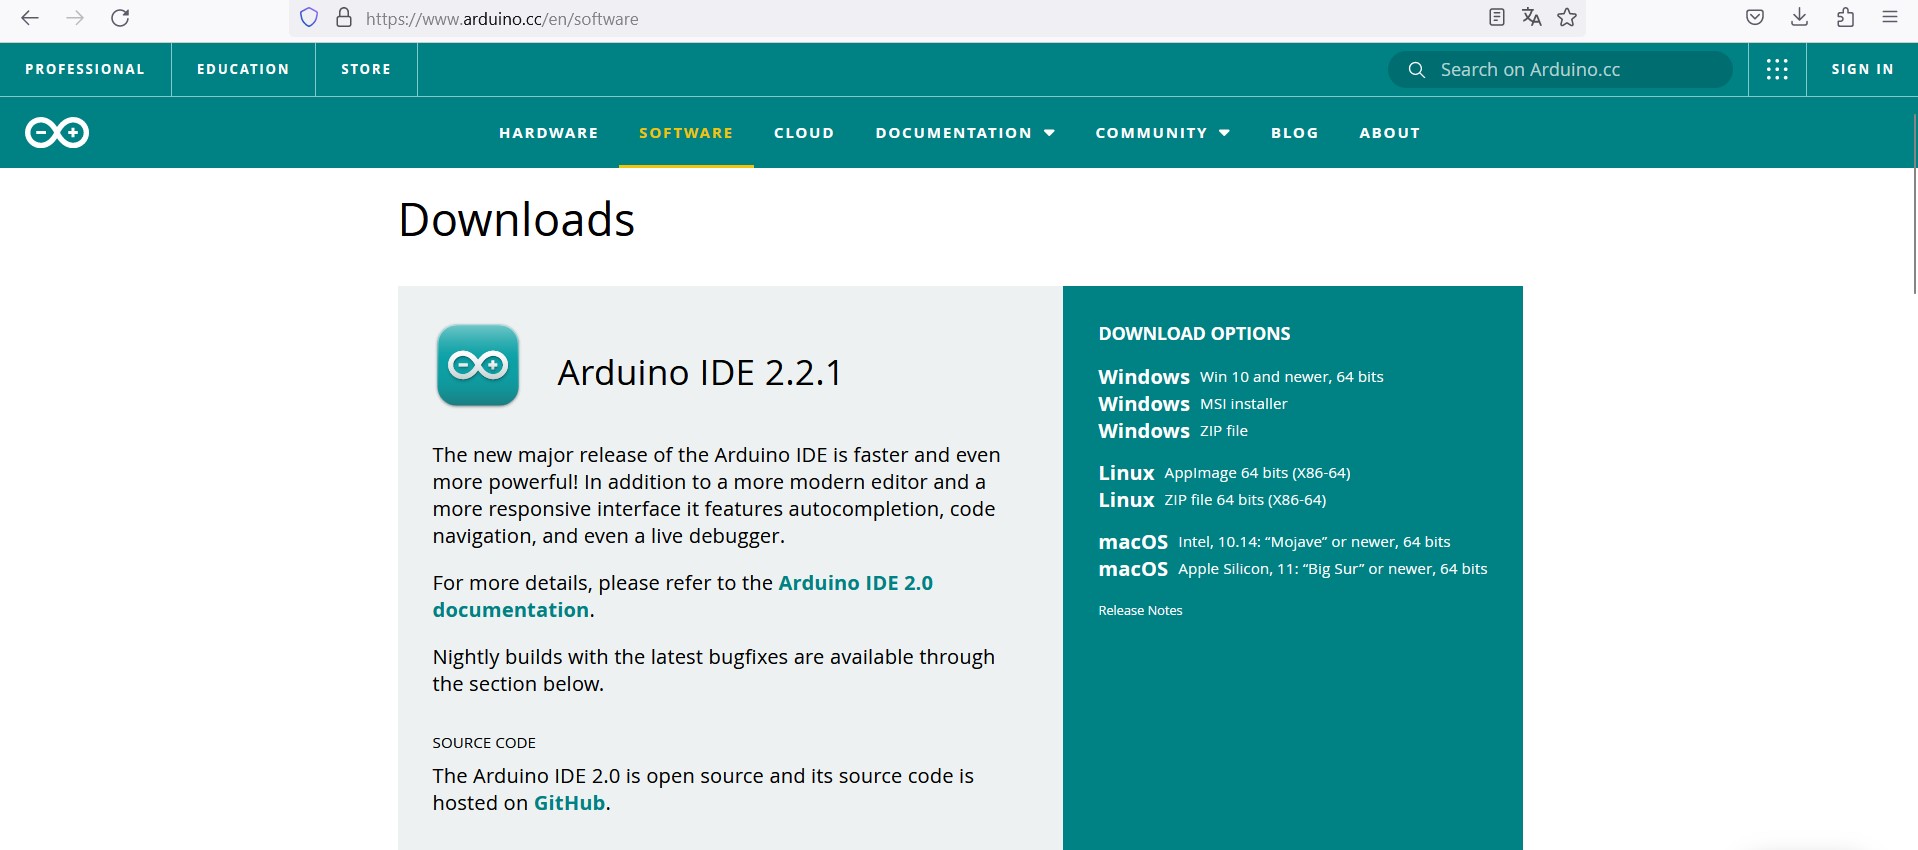 https://www.arduino.cc/en/software
PROFESSIONAL EDUCATION STORE Search on Arduino.cc SIGN IN
HARDWARE SOFTWARE CLOUD DOCUMENTATION COMMUNITY BLOG ABOUT
Downloads
Arduino IDE 2.2.1
The new major release of the Arduino IDE is faster and even
more powerful! In addition to a more modern editor and a
more responsive interface it features autocompletion, code
navigation, and even a live debugger.
For more details, please refer to the Arduino IDE 2.0
documentation.
Nightly builds with the latest bugfixes are available through
the section below.
SOURCE CODE
The Arduino IDE 2.0 is open source and its source code is
hosted on GitHub.
DOWNLOAD OPTIONS
Windows Win 10 and newer, 64 bits
Windows MSI installer
Windows ZIP file
Linux AppImage 64 bits (X86-64)
Linux ZIP file 64 bits (X86-64)
macOS Intel, 10.14: “Mojave” or newer, 64 bits
macOS Apple Silicon, 11: “Big Sur” or newer, 64 bits
Release Notes